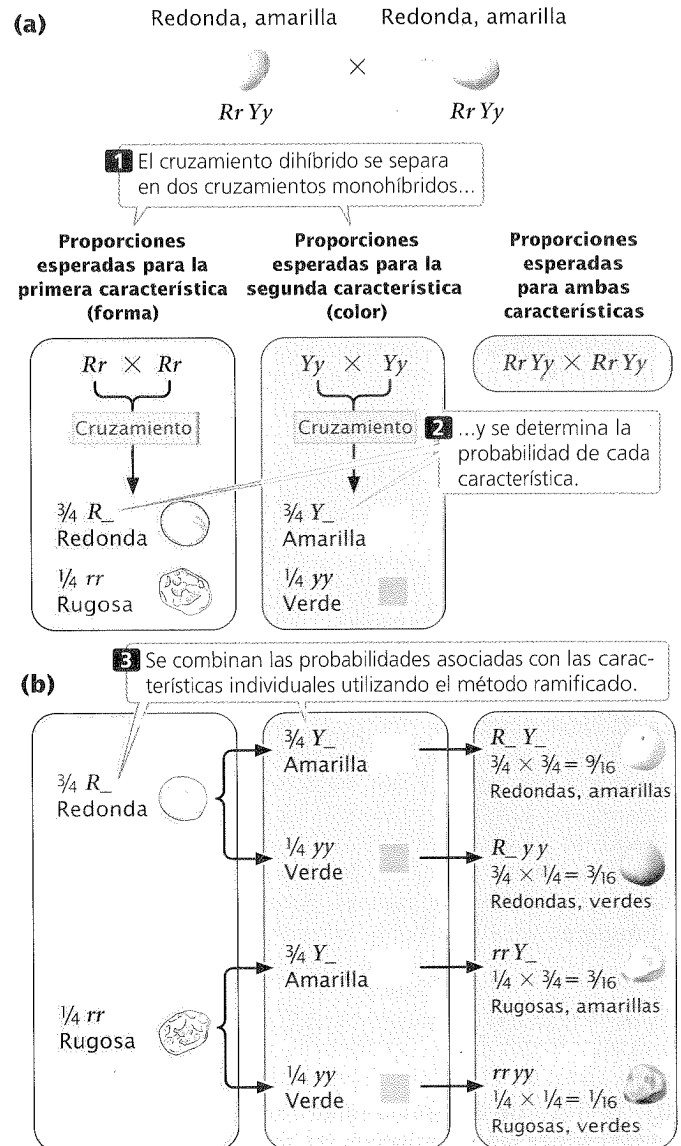 (a)
Redonda, amarilla
Redonda, amarilla
×
Rr Yy
Rr Yy
1 El cruzamiento dihíbrido se separa
en dos cruzamientos monohíbridos...
Proporciones
esperadas para la
primera característica
(forma)
Proporciones
esperadas para la
segunda característica
(color)
Proporciones
esperadas
para ambas
características
Rr × Rr
Cruzamiento
¾ R_
Redonda
¼ rr
Rugosa
Yy × Yy
Cruzamiento
¾ Y_
Amarilla
¼ yy
Verde
Rr Yy × Rr Yy
2 ...y se determina la
probabilidad de cada
característica.
3 Se combinan las probabilidades asociadas con las carac-
terísticas individuales utilizando el método ramificado.
(b)
¾ R_
Redonda
¾ Y_
Amarilla
R_ Y_
¾ × ¾ = 9/16
Redondas, amarillas
¼ yy
Verde
R_ yy
¾ × ¼ = 3/16
Redondas, verdes
¼ rr
Rugosa
¾ Y_
Amarilla
rr Y_
¼ × ¾ = 3/16
Rugosas, amarillas
¼ yy
Verde
rr yy
¼ × ¼ = 1/16
Rugosas, verdes